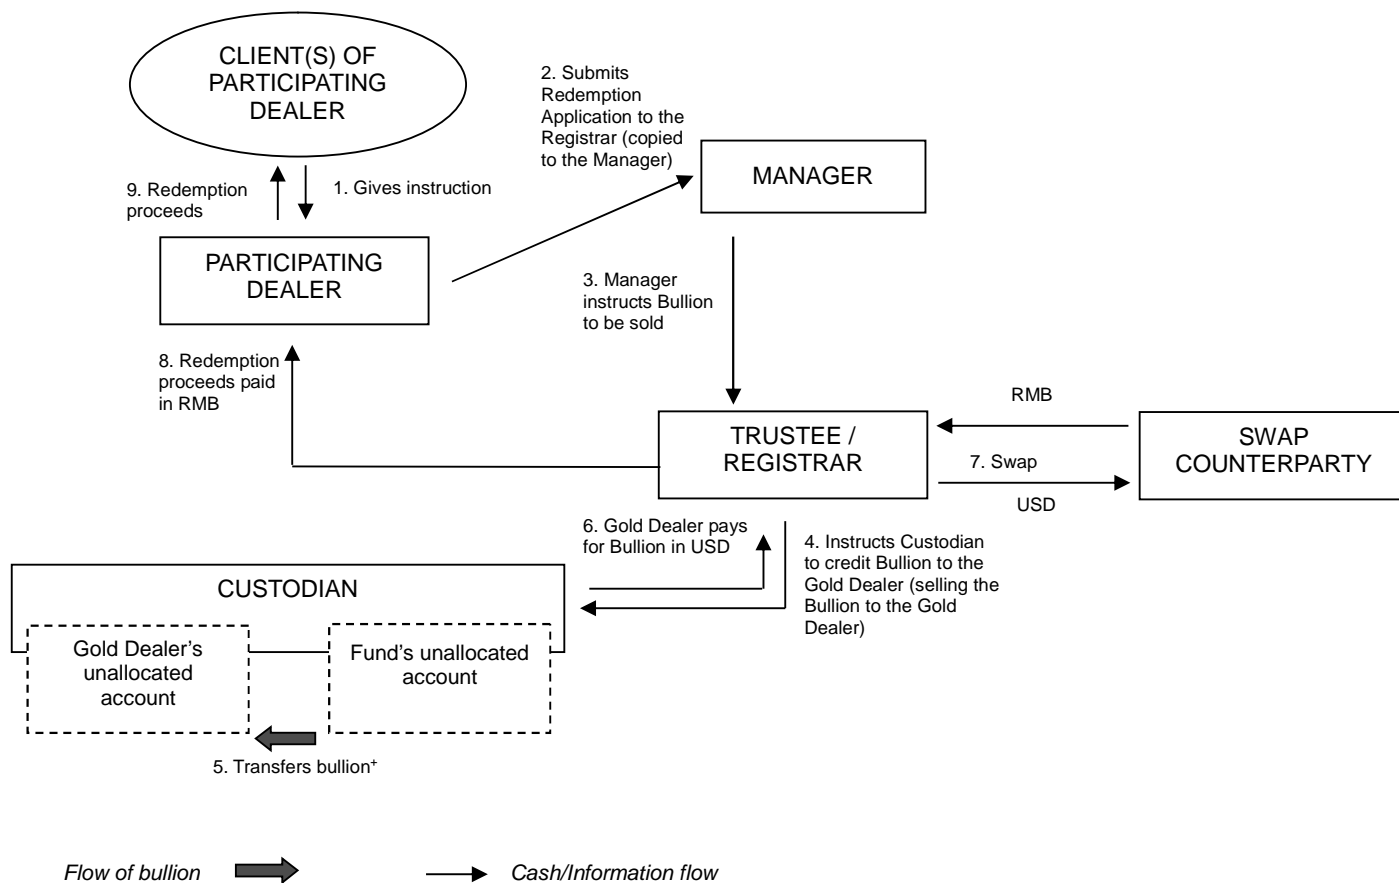 CLIENT(S) OF
PARTICIPATING
DEALER
2. Submits
Redemption
Application to the
Registrar (copied
to the Manager)
MANAGER
9. Redemption
proceeds
1. Gives instruction
PARTICIPATING
DEALER
3. Manager
instructs Bullion
to be sold
8. Redemption
proceeds paid
in RMB
RMB
TRUSTEE /
REGISTRAR
7. Swap
SWAP
COUNTERPARTY
USD
6. Gold Dealer pays
for Bullion in USD
4. Instructs Custodian
to credit Bullion to the
Gold Dealer (selling the
Bullion to the Gold
Dealer)
CUSTODIAN
Gold Dealer's
unallocated
account
Fund's unallocated
account
5. Transfers bullion+
Flow of bullion
Cash/Information flow